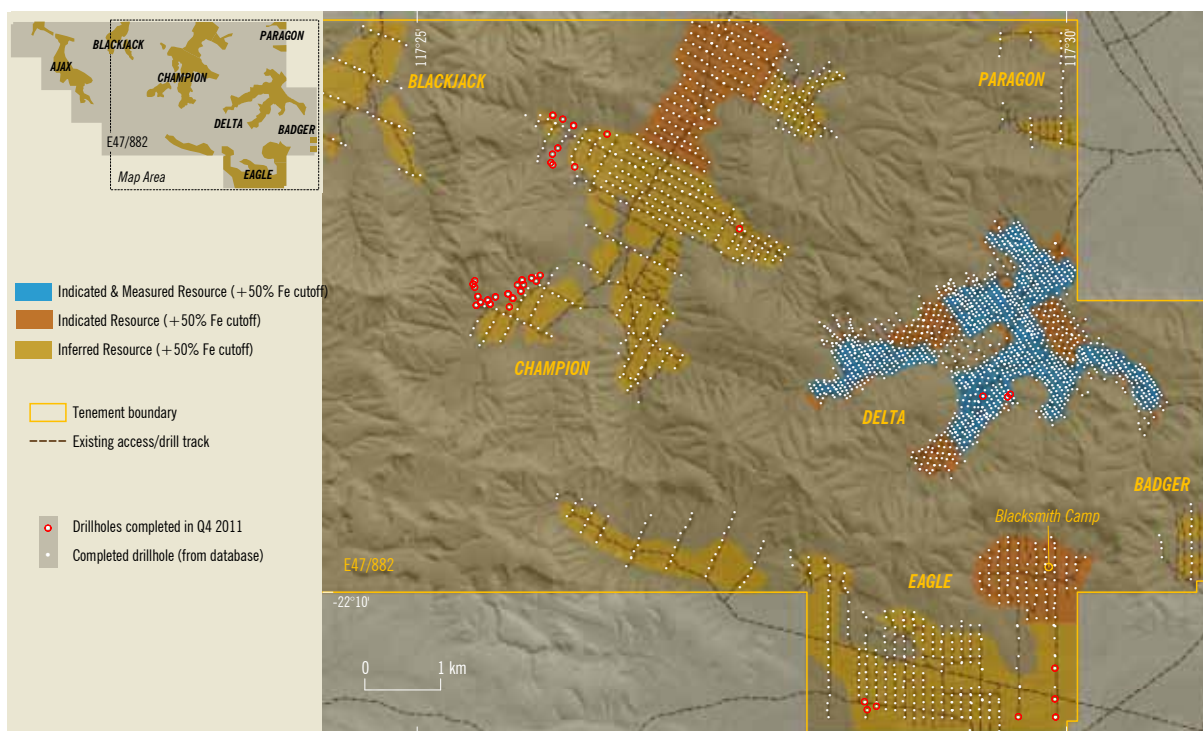 AJAX
BLACKJACK
PARAGON
CHAMPION
DELTA
BADGER
E47/882
EAGLE
Map Area
Indicated & Measured Resource (+50% Fe cutoff)
Indicated Resource (+50% Fe cutoff)
Inferred Resource (+50% Fe cutoff)
Tenement boundary
Existing access/drill track
Drillholes completed in Q4 2011
Completed drillhole (from database)
117°25'
117°30'
BLACKJACK
PARAGON
CHAMPION
DELTA
BADGER
Blacksmith Camp
E47/882
EAGLE
-22°10'
0 1 km